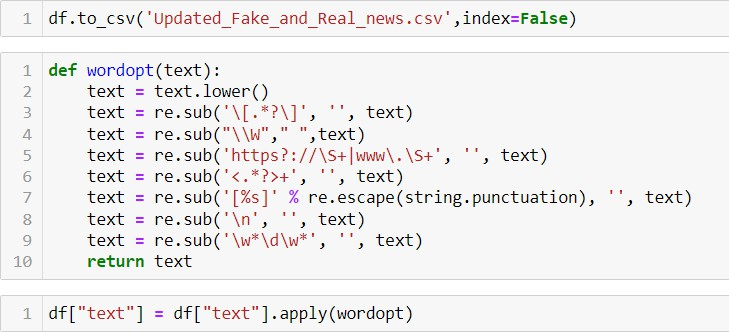 1 df.to_csv('Updated_Fake_and_Real_news.csv',index=False)
1 def wordopt(text):
2     text = text.lower()
3     text = re.sub('\[.*?\]', '', text)
4     text = re.sub("\\W"," ",text)
5     text = re.sub('https?://\S+|www\.\S+', '', text)
6     text = re.sub('<.*?>+', '', text)
7     text = re.sub('[%s]' % re.escape(string.punctuation), '', text)
8     text = re.sub('\n', '', text)
9     text = re.sub('\w*\d\w*', '', text)
10     return text
1 df["text"] = df["text"].apply(wordopt)